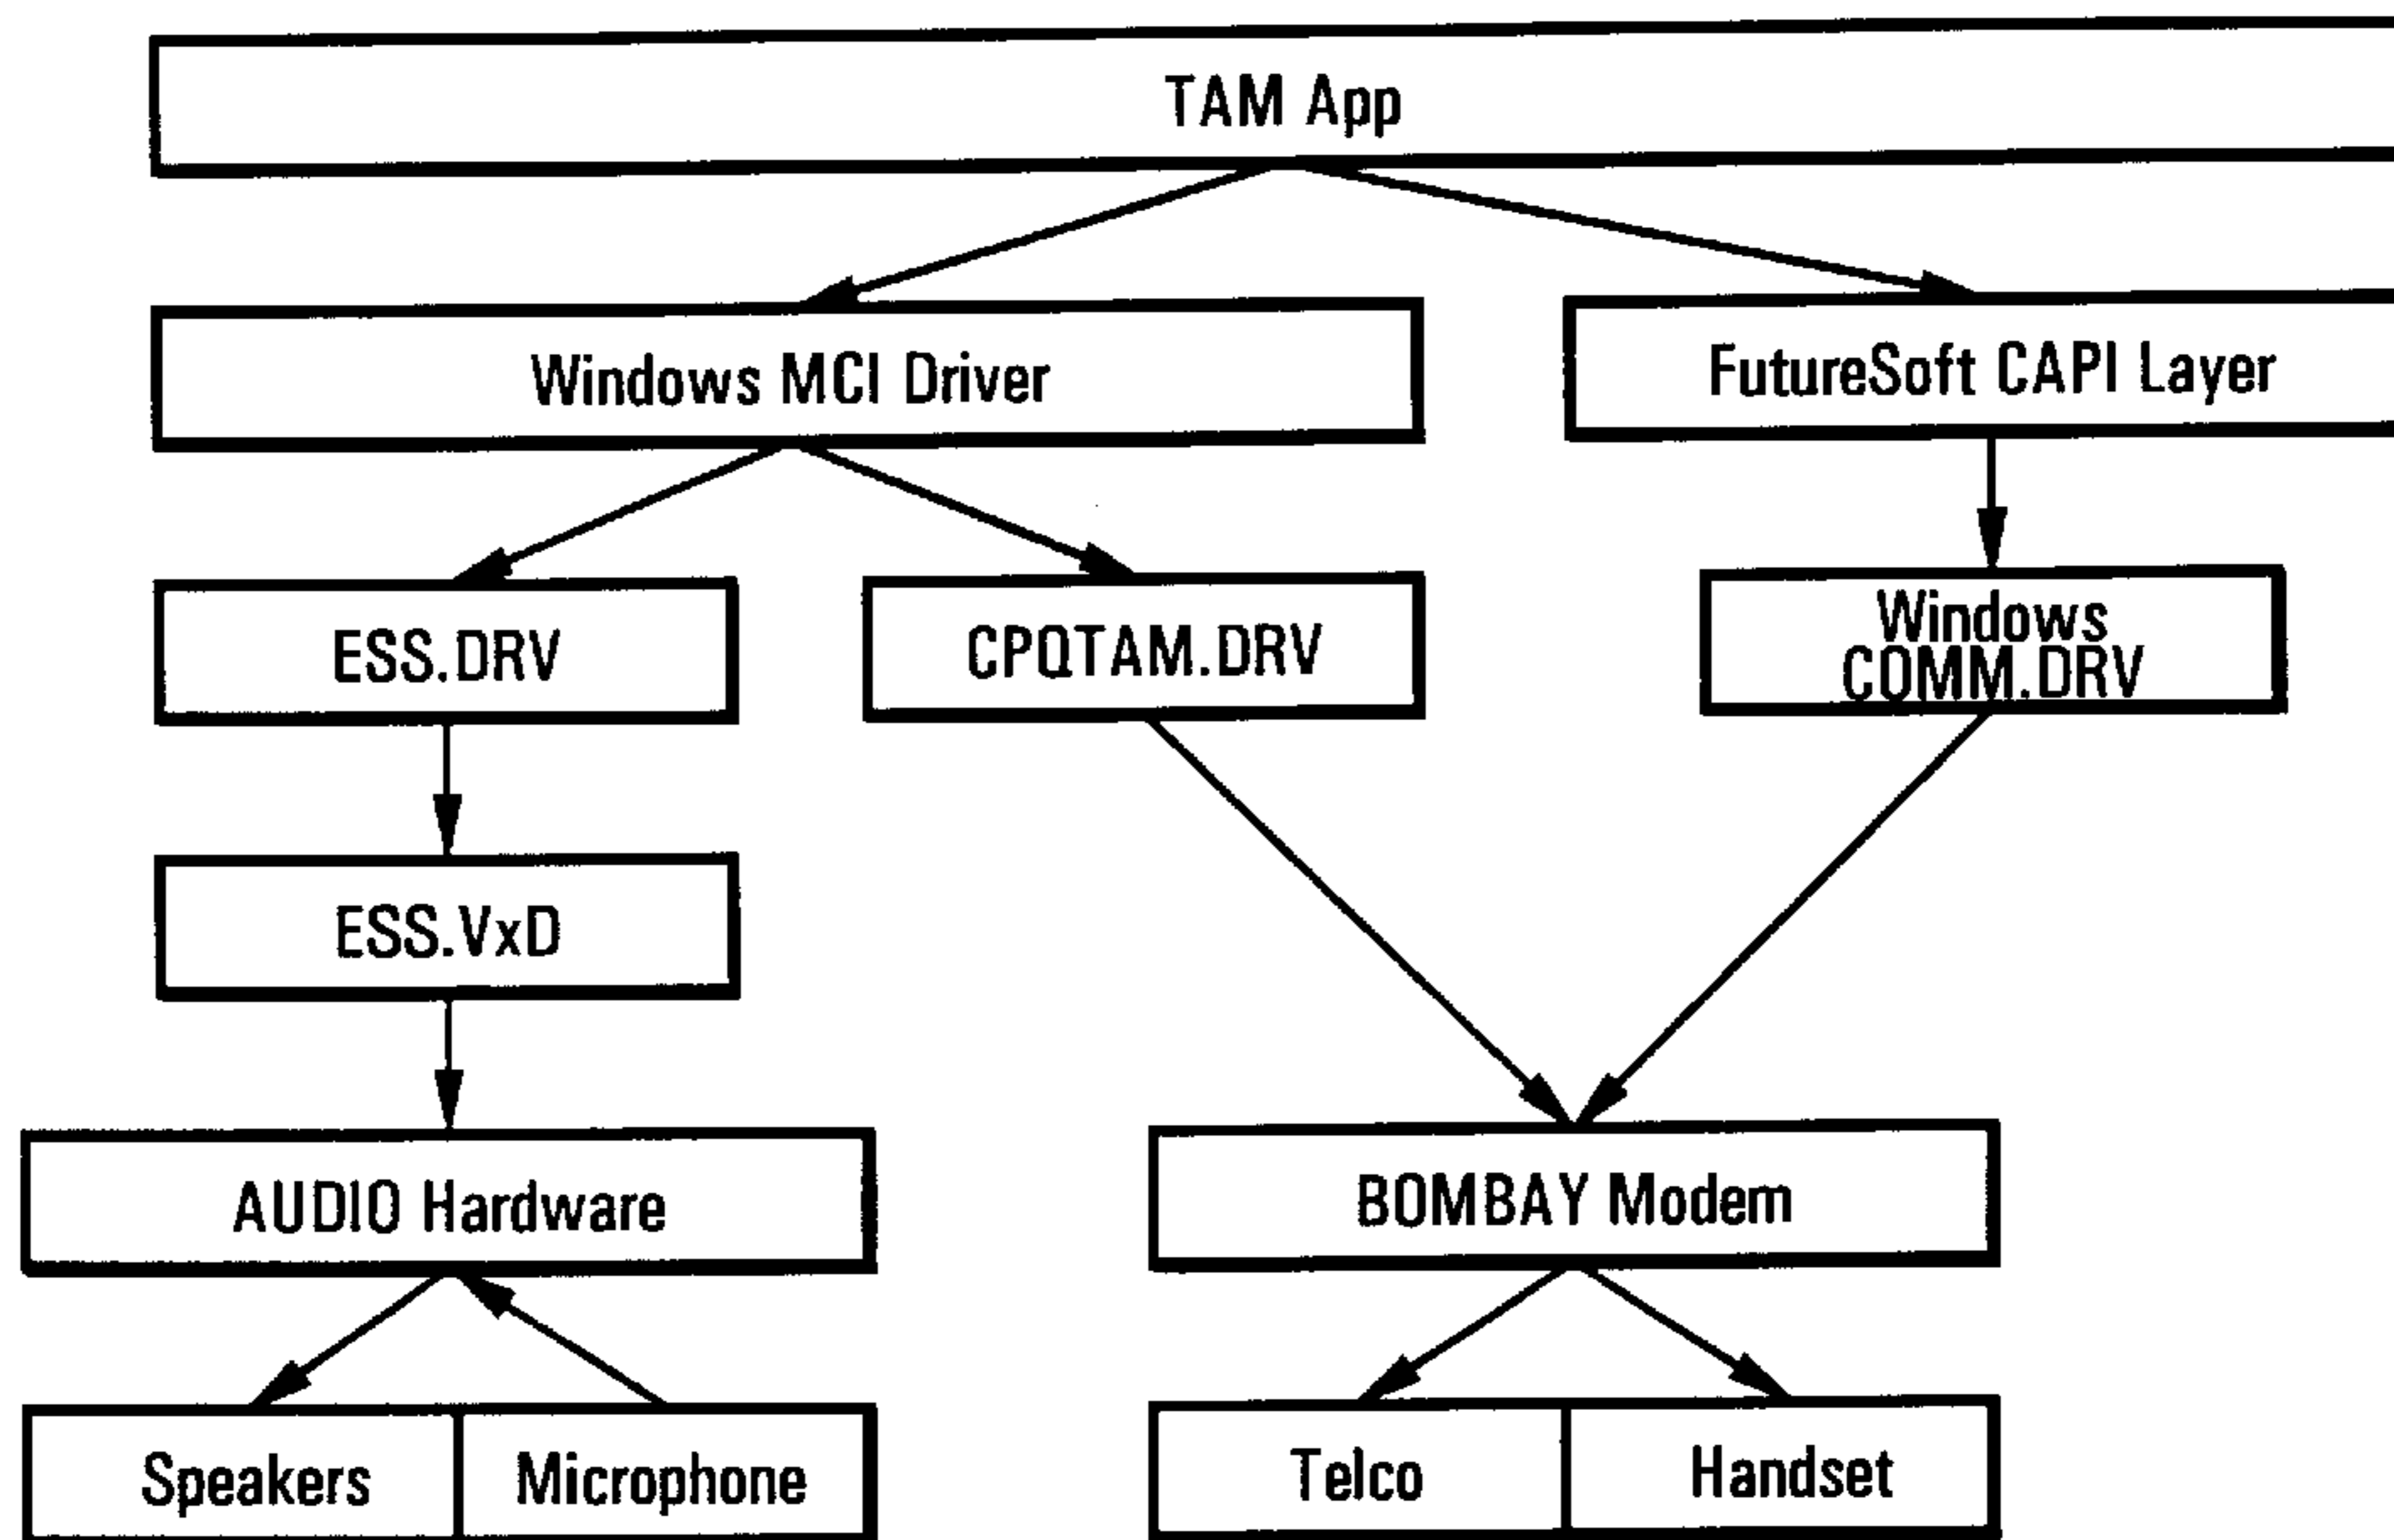 TAM App
Windows MCI Driver
FutureSoft CAPI Layer
ESS.DRV
CPQTAM.DRV
Windows
COMM.DRV
ESS.VxD
AUDIO Hardware
BOMBAY Modem
Speakers
Microphone
Telco
Handset